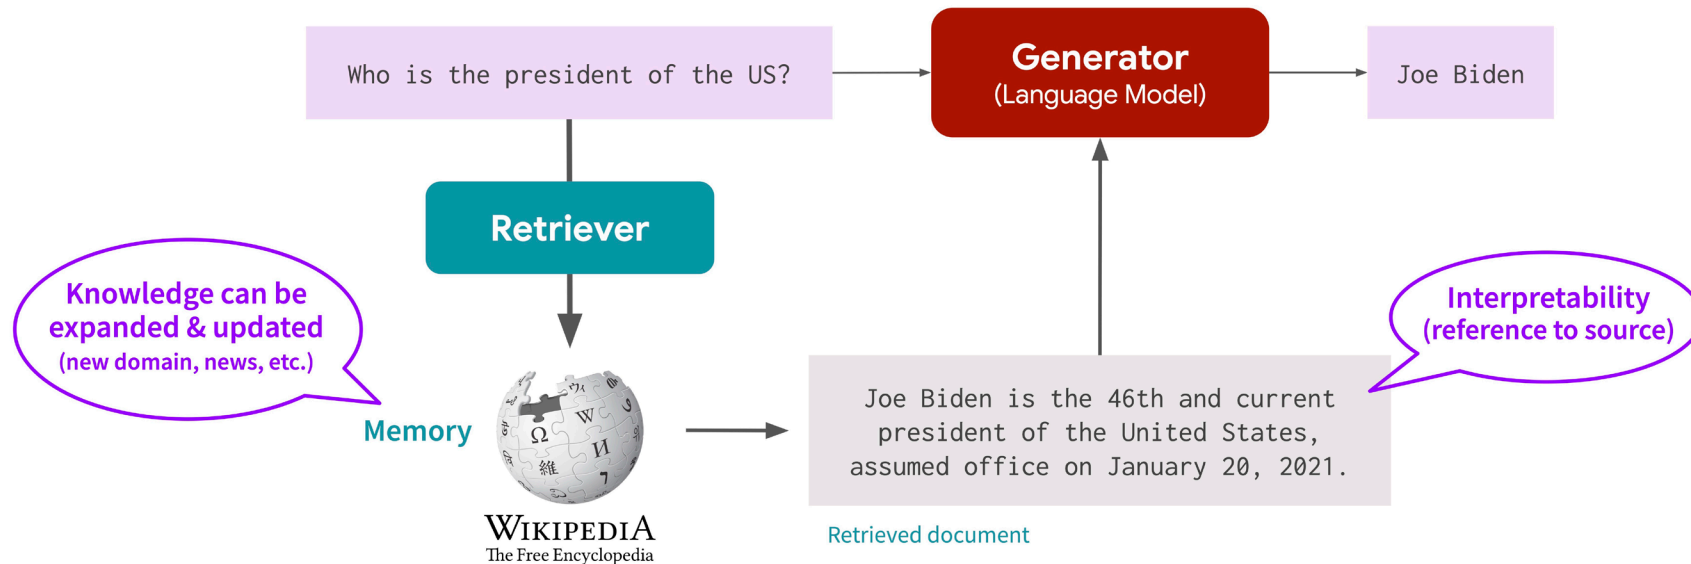 Who is the president of the US?
Generator
(Language Model)
Joe Biden
Retriever
Knowledge can be
expanded & updated
(new domain, news, etc.)
Interpretability
(reference to source)
Memory
Ω
W
И
維
WIKIPEDIA
The Free Encyclopedia
Joe Biden is the 46th and current
president of the United States,
assumed office on January 20, 2021.
Retrieved document